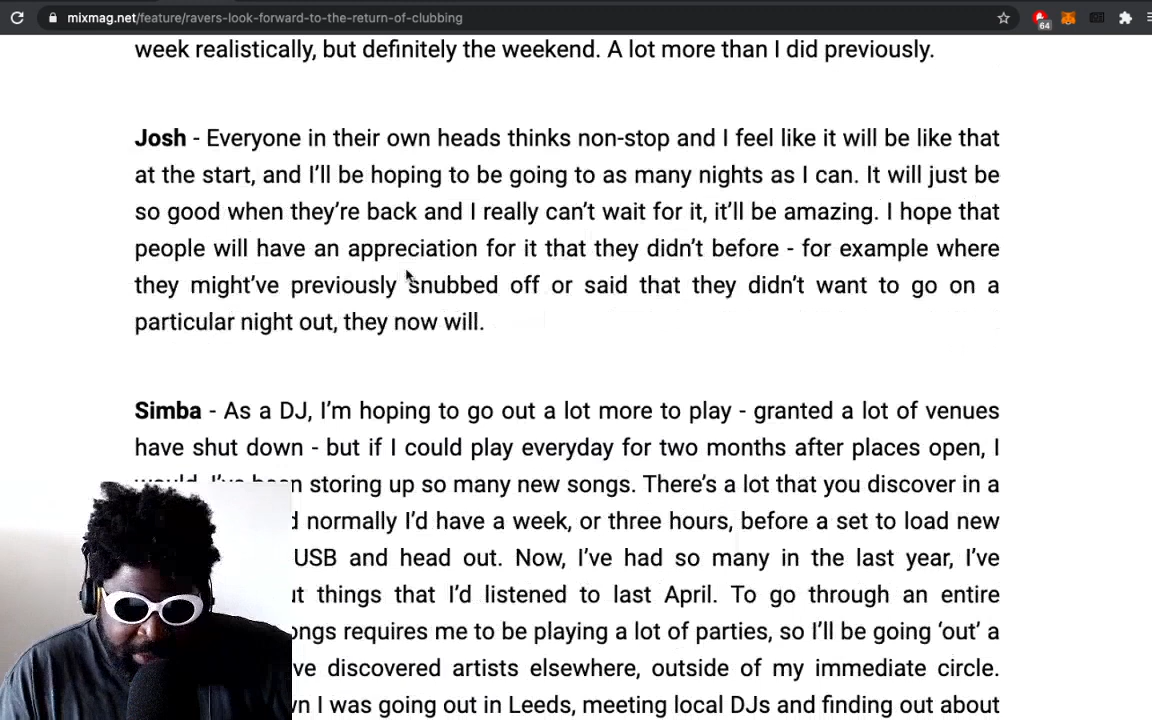 mixmag.net/feature/ravers-look-forward-to-the-return-of-clubbing
64
week realistically, but definitely the weekend. A lot more than I did previously.
Josh - Everyone in their own heads thinks non-stop and I feel like it will be like that
at the start, and I’ll be hoping to be going to as many nights as I can. It will just be
so good when they’re back and I really can’t wait for it, it’ll be amazing. I hope that
people will have an appreciation for it that they didn’t before - for example where
they might’ve previously snubbed off or said that they didn’t want to go on a
particular night out, they now will.
Simba - As a DJ, I’m hoping to go out a lot more to play - granted a lot of venues
have shut down - but if I could play everyday for two months after places open, I
would. I’ve been storing up so many new songs. There’s a lot that you discover in a
normally I’d have a week, or three hours, before a set to load new
USB and head out. Now, I’ve had so many in the last year, I’ve
things that I’d listened to last April. To go through an entire
requires me to be playing a lot of parties, so I’ll be going ‘out’ a
discovered artists elsewhere, outside of my immediate circle.
I was going out in Leeds, meeting local DJs and finding out about